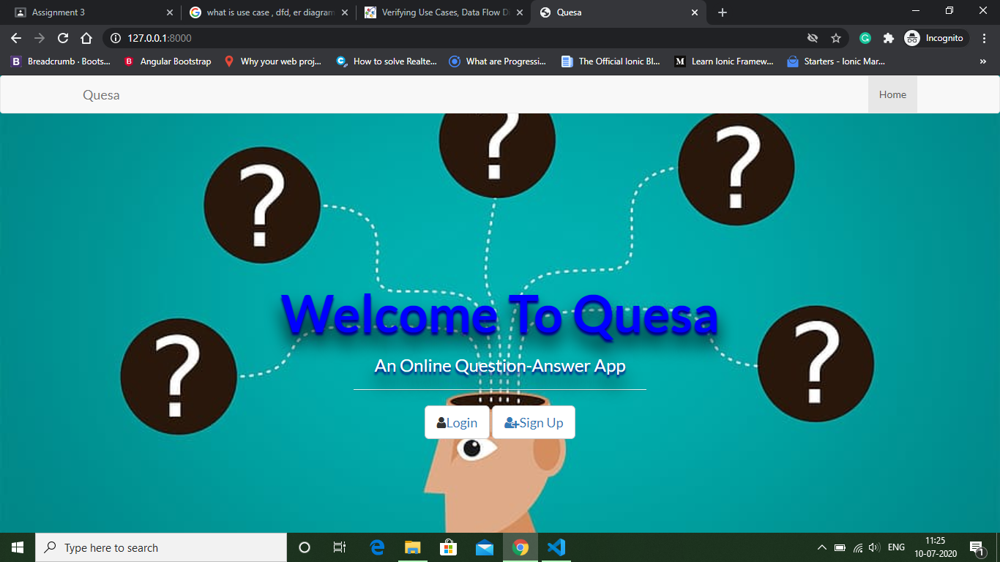 Assignment 3
what is use case , dfd, er diagram
Verifying Use Cases, Data Flow D
Quesa
127.0.0.1:8000
Incognito
B Breadcrumb · Boots...
B Angular Bootstrap
Why your web proj...
How to solve Realte...
What are Progressi...
The Official Ionic Bl...
M Learn Ionic Framew...
Starters - Ionic Mar...
»
Quesa
Home
? ? ?
Welcome To Quesa
? ?
An Online Question-Answer App
Login
Sign Up
Type here to search
ENG
11:25
10-07-2020
1